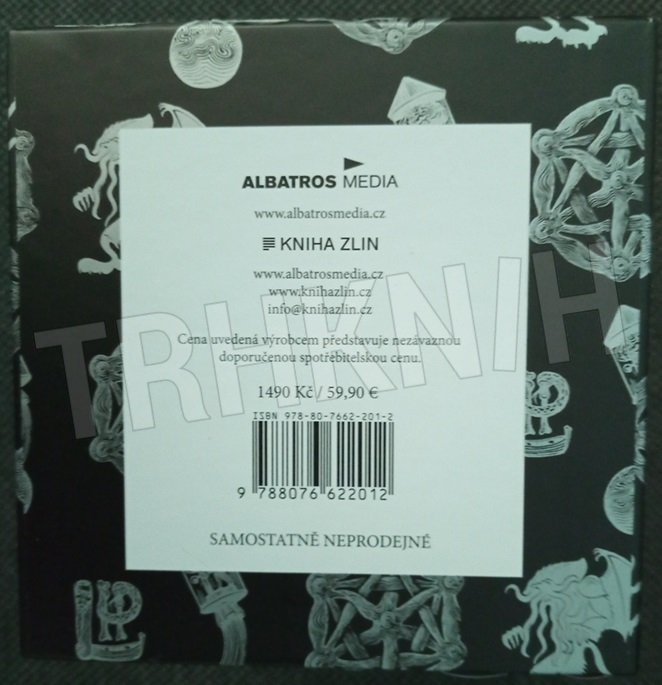 ALBATROS MEDIA
www.albatrosmedia.cz
KNIHA ZLIN
www.albatrosmedia.cz
www.knihazlin.cz
info@knihazlin.cz
Cena uvedená výrobcem představuje nezávaznou
doporučenou spotřebitelskou cenu.
1490 Kč / 59,90 €
ISBN 978-80-7662-201-2
9 788076 622012
SAMOSTATNĚ NEPRODEJNÉ
TRHKNIH